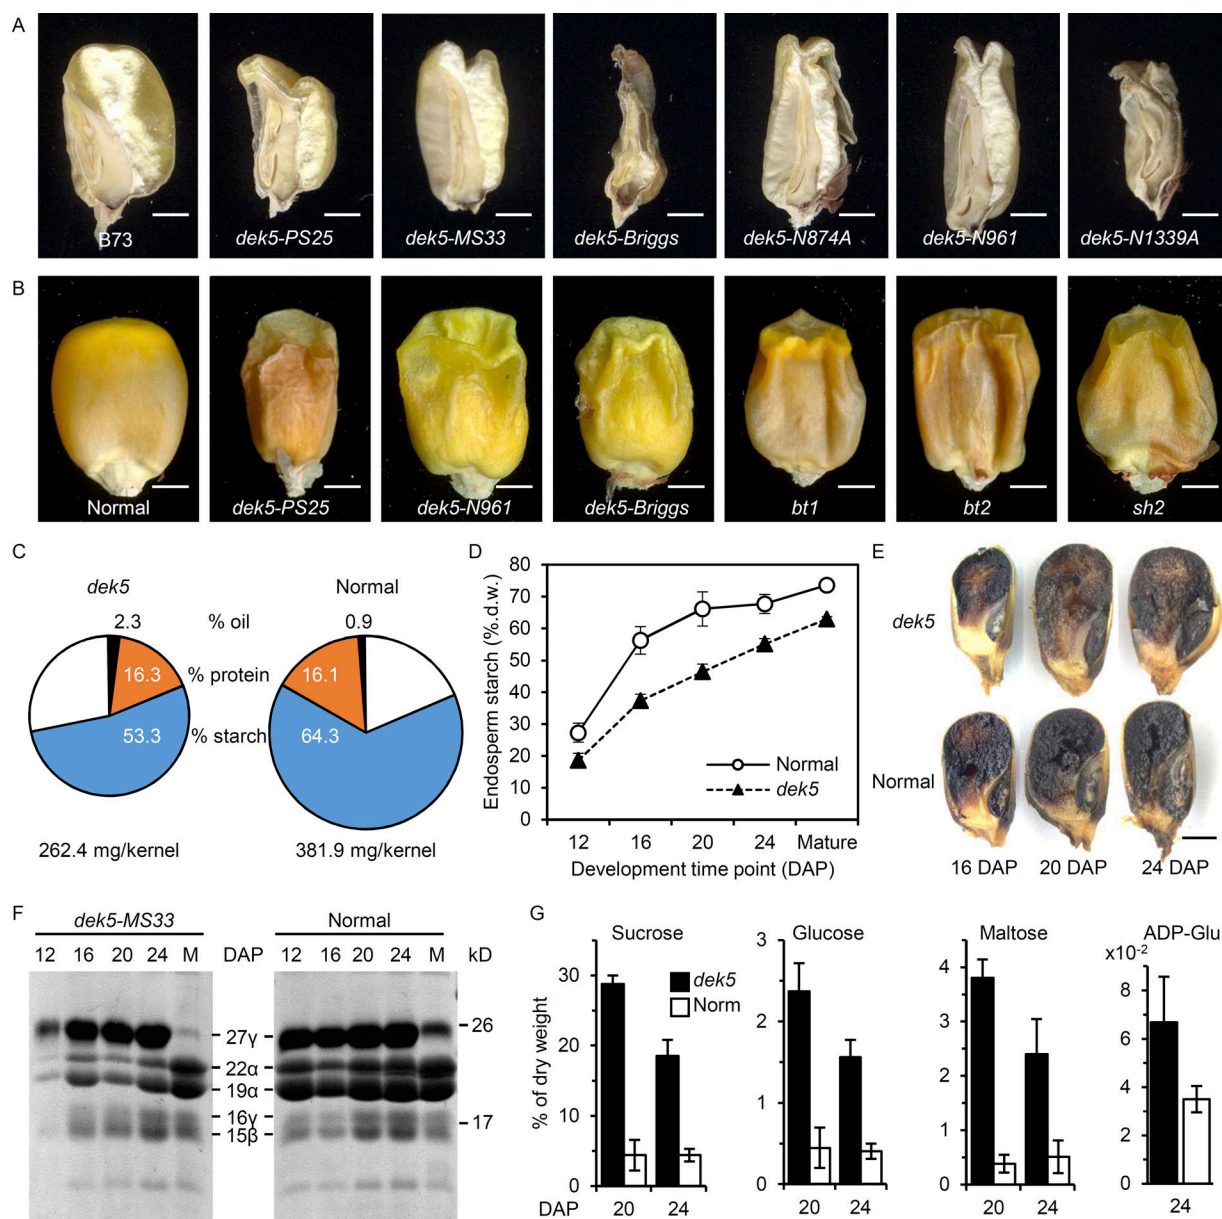 A
B73
dek5-PS25
dek5-MS33
dek5-Briggs
dek5-N874A
dek5-N961
dek5-N1339A
B
Normal
dek5-PS25
dek5-N961
dek5-Briggs
bt1
bt2
sh2
C
dek5
Normal
2.3
% oil
0.9
16.3
% protein
16.1
53.3
% starch
64.3
262.4 mg/kernel
381.9 mg/kernel
D
Endosperm starch (%.d.w.)
80
70
60
50
40
30
20
10
0
Normal
dek5
12 16 20 24 Mature
Development time point (DAP)
E
dek5
Normal
16 DAP 20 DAP 24 DAP
F
dek5-MS33
Normal
12 16 20 24 M DAP 12 16 20 24 M kD
27γ
26
22α
19α
16γ
17
15β
G
% of dry weight
Sucrose
30
20
10
0
dek5
Norm
Glucose
3
2
1
0
Maltose
4
3
2
1
0
ADP-Glu
x10-2
8
6
4
2
0
DAP 20 24 20 24 20 24 24